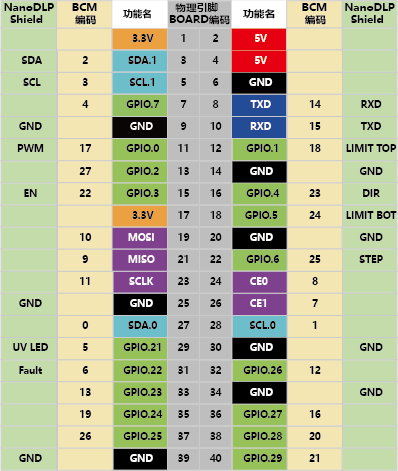 NanoDLP Shield BCM 编码 功能名 物理引脚 BOARD编码 功能名 BCM 编码 NanoDLP Shield
3.3V 1 2 5V
SDA 2 SDA.1 3 4 5V
SCL 3 SCL.1 5 6 GND
4 GPIO.7 7 8 TXD 14 RXD
GND GND 9 10 RXD 15 TXD
PWM 17 GPIO.0 11 12 GPIO.1 18 LIMIT TOP
27 GPIO.2 13 14 GND GND
EN 22 GPIO.3 15 16 GPIO.4 23 DIR
3.3V 17 18 GPIO.5 24 LIMIT BOT
10 MOSI 19 20 GND GND
9 MISO 21 22 GPIO.6 25 STEP
11 SCLK 23 24 CE0 8
GND GND 25 26 CE1 7
0 SDA.0 27 28 SCL.0 1
UV LED 5 GPIO.21 29 30 GND GND
Fault 6 GPIO.22 31 32 GPIO.26 12
13 GPIO.23 33 34 GND GND
19 GPIO.24 35 36 GPIO.27 16
26 GPIO.25 37 38 GPIO.28 20
GND GND 39 40 GPIO.29 21